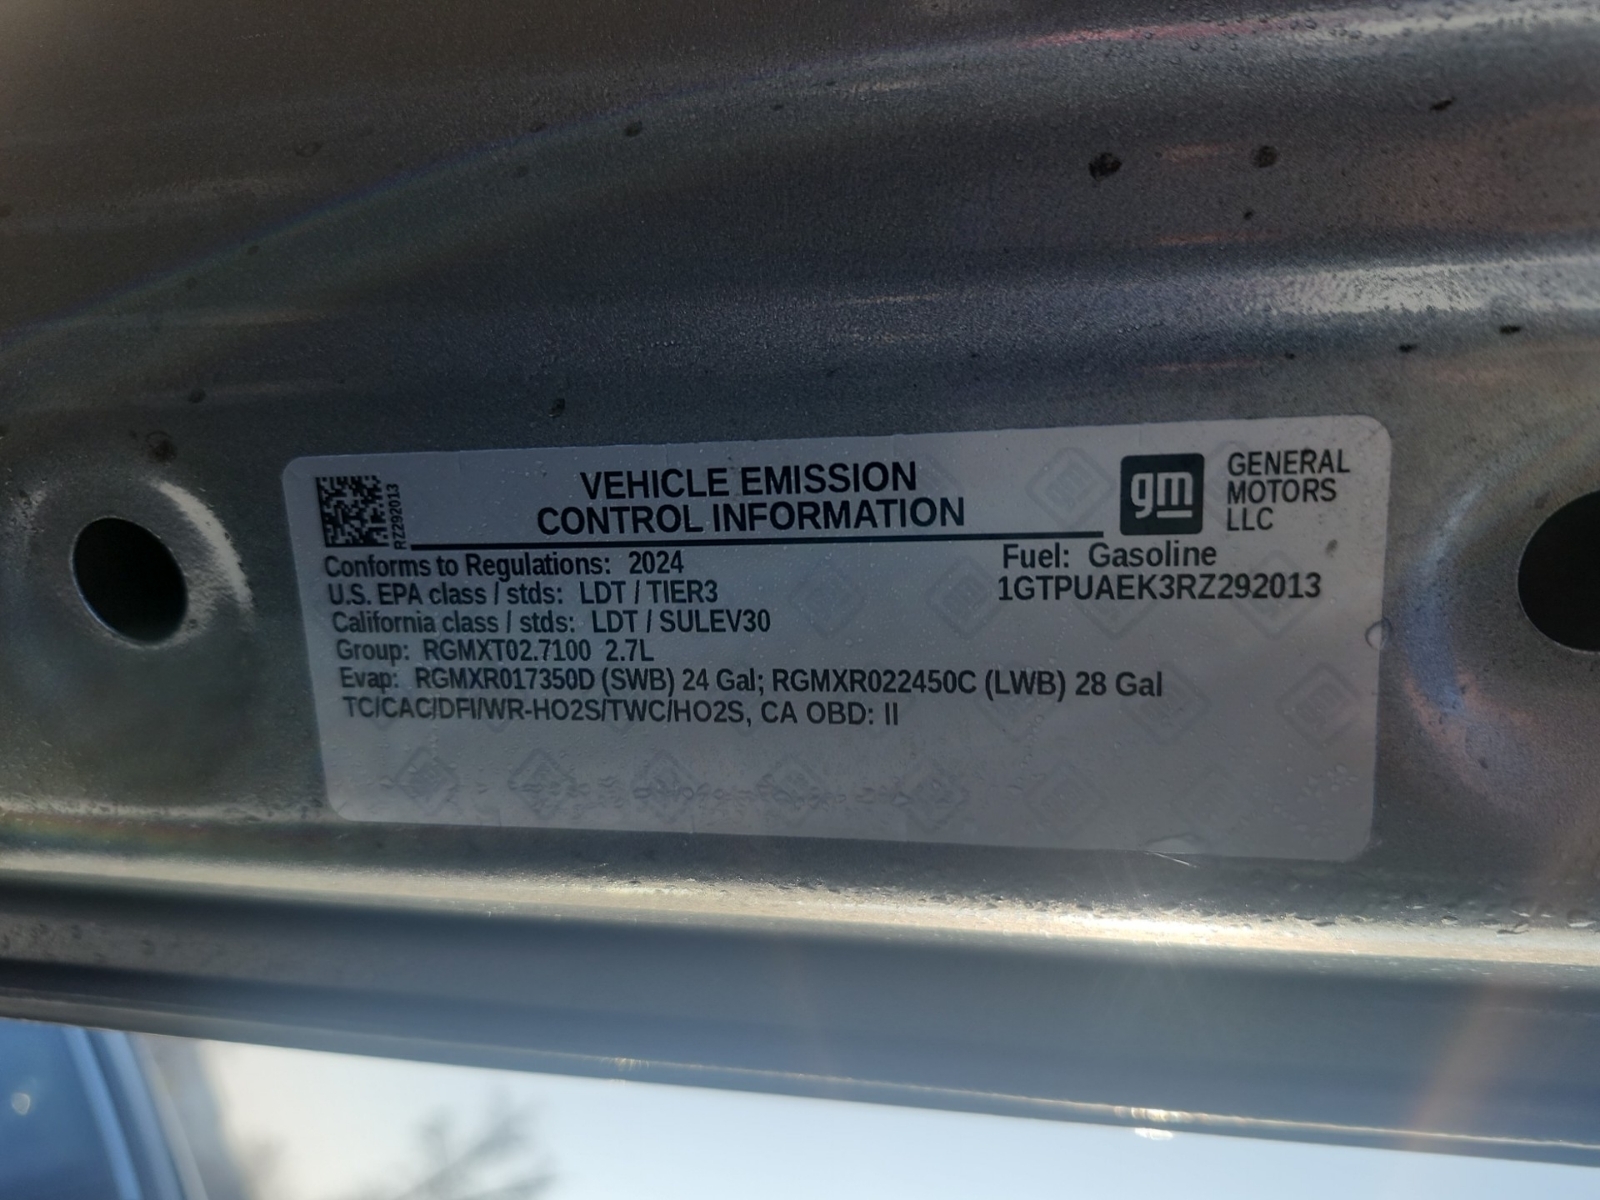 RZ292013
VEHICLE EMISSION
CONTROL INFORMATION
gm
GENERAL
MOTORS
LLC
Conforms to Regulations: 2024
Fuel: Gasoline
U.S. EPA class / stds: LDT / TIER3
1GTPUAEK3RZ292013
California class / stds: LDT / SULEV30
Group: RGMXT02.7100 2.7L
Evap: RGMXR017350D (SWB) 24 Gal; RGMXR022450C (LWB) 28 Gal
TC/CAC/DFI/WR-HO2S/TWC/HO2S, CA OBD: II